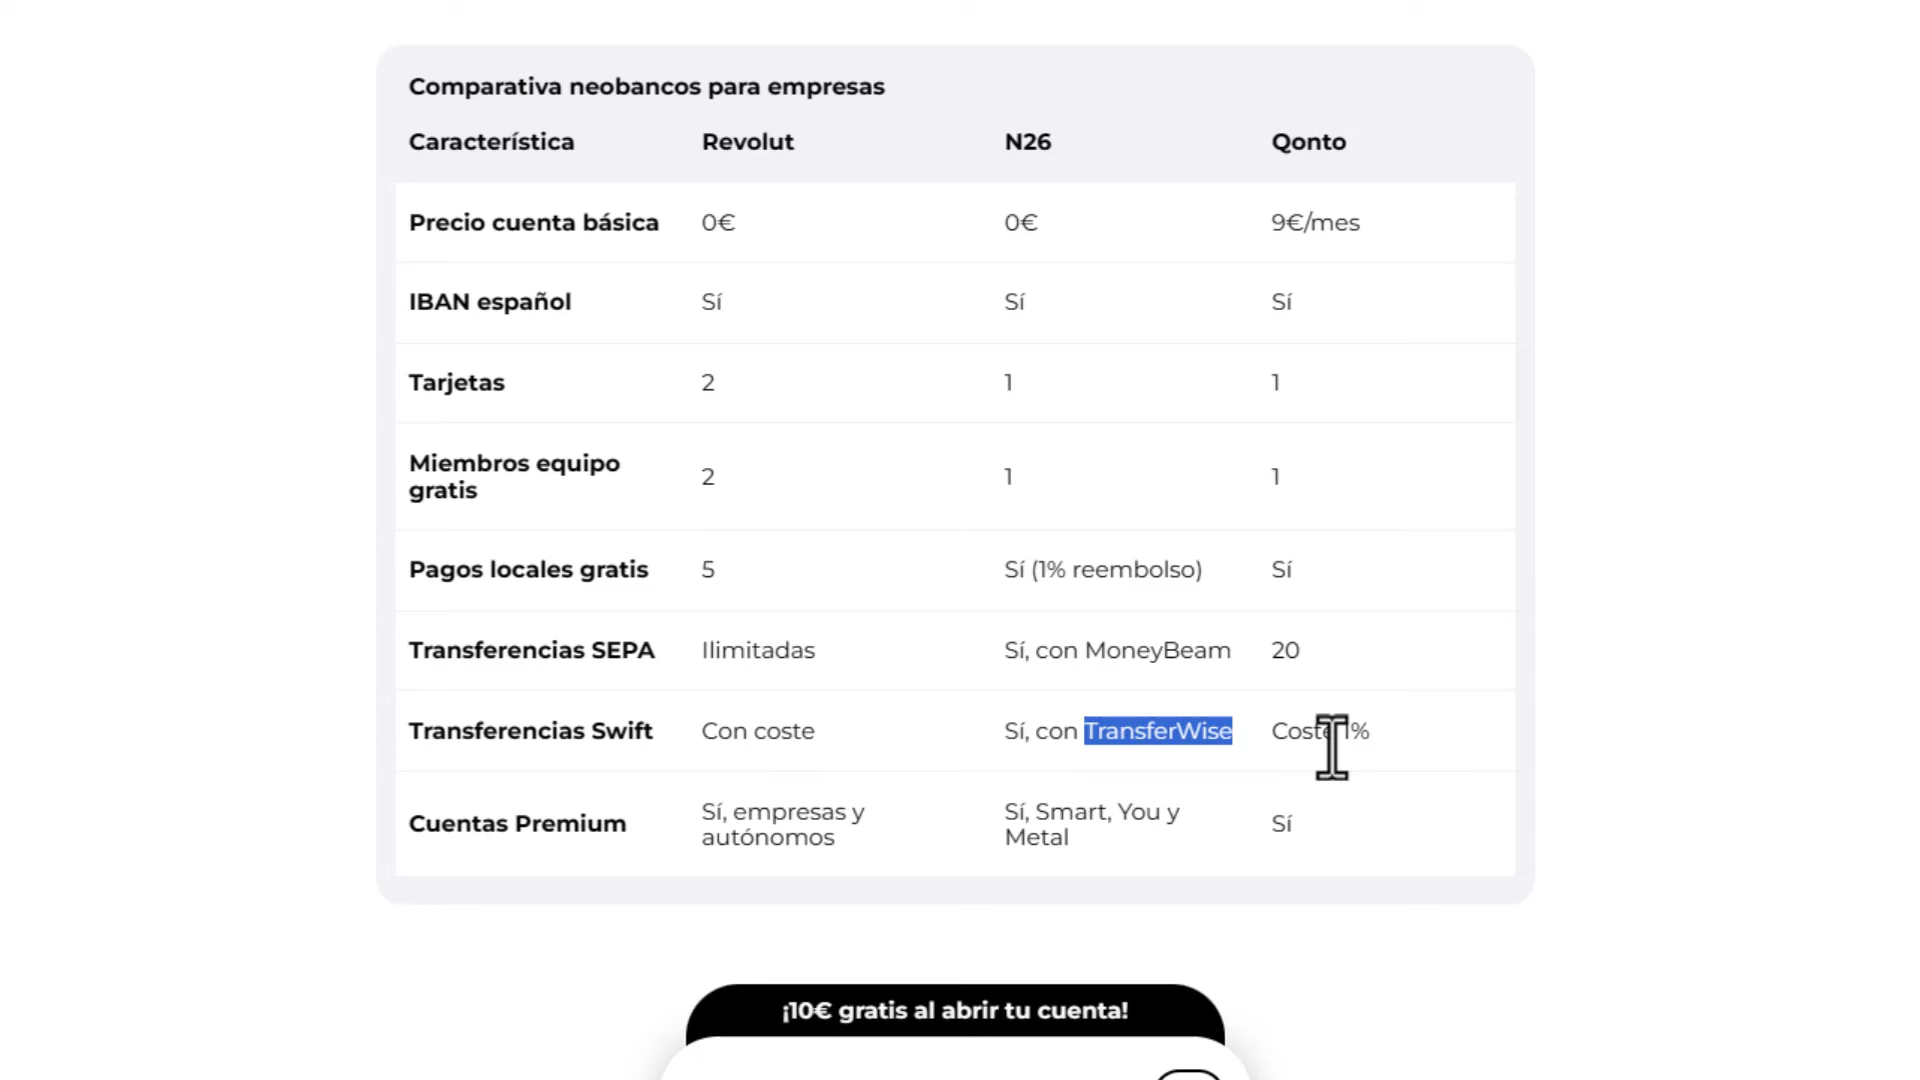 Comparativa neobancos para empresas
Característica Revolut N26 Qonto
Precio cuenta básica 0€ 0€ 9€/mes
IBAN español Sí Sí Sí
Tarjetas 2 1 1
Miembros equipo
gratis 2 1 1
Pagos locales gratis 5 Sí (1% reembolso) Sí
Transferencias SEPA Ilimitadas Sí, con MoneyBeam 20
Transferencias Swift Con coste Sí, con TransferWise Coste 1%
Cuentas Premium Sí, empresas y Sí, Smart, You y Sí
autónomos Metal
¡10€ gratis al abrir tu cuenta!